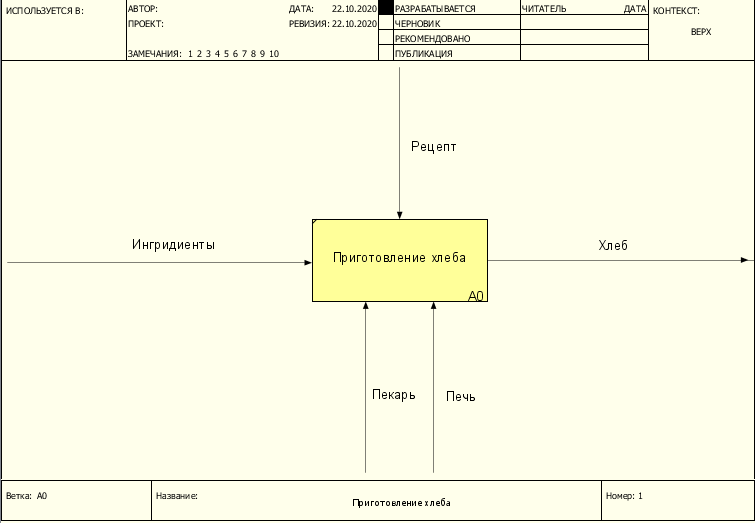 ИСПОЛЬЗУЕТСЯ В:
АВТОР:
ДАТА: 22.10.2020
ПРОЕКТ:
РЕВИЗИЯ: 22.10.2020
ЗАМЕЧАНИЯ: 1 2 3 4 5 6 7 8 9 10
РАЗРАБАТЫВАЕТСЯ
ЧЕРНОВИК
РЕКОМЕНДОВАНО
ПУБЛИКАЦИЯ
ЧИТАТЕЛЬ
ДАТА
КОНТЕКСТ:
ВЕРХ
Рецепт
Ингридиенты
Приготовление хлеба
A0
Хлеб
Пекарь
Печь
Ветка: A0
Название:
Приготовление хлеба
Номер: 1